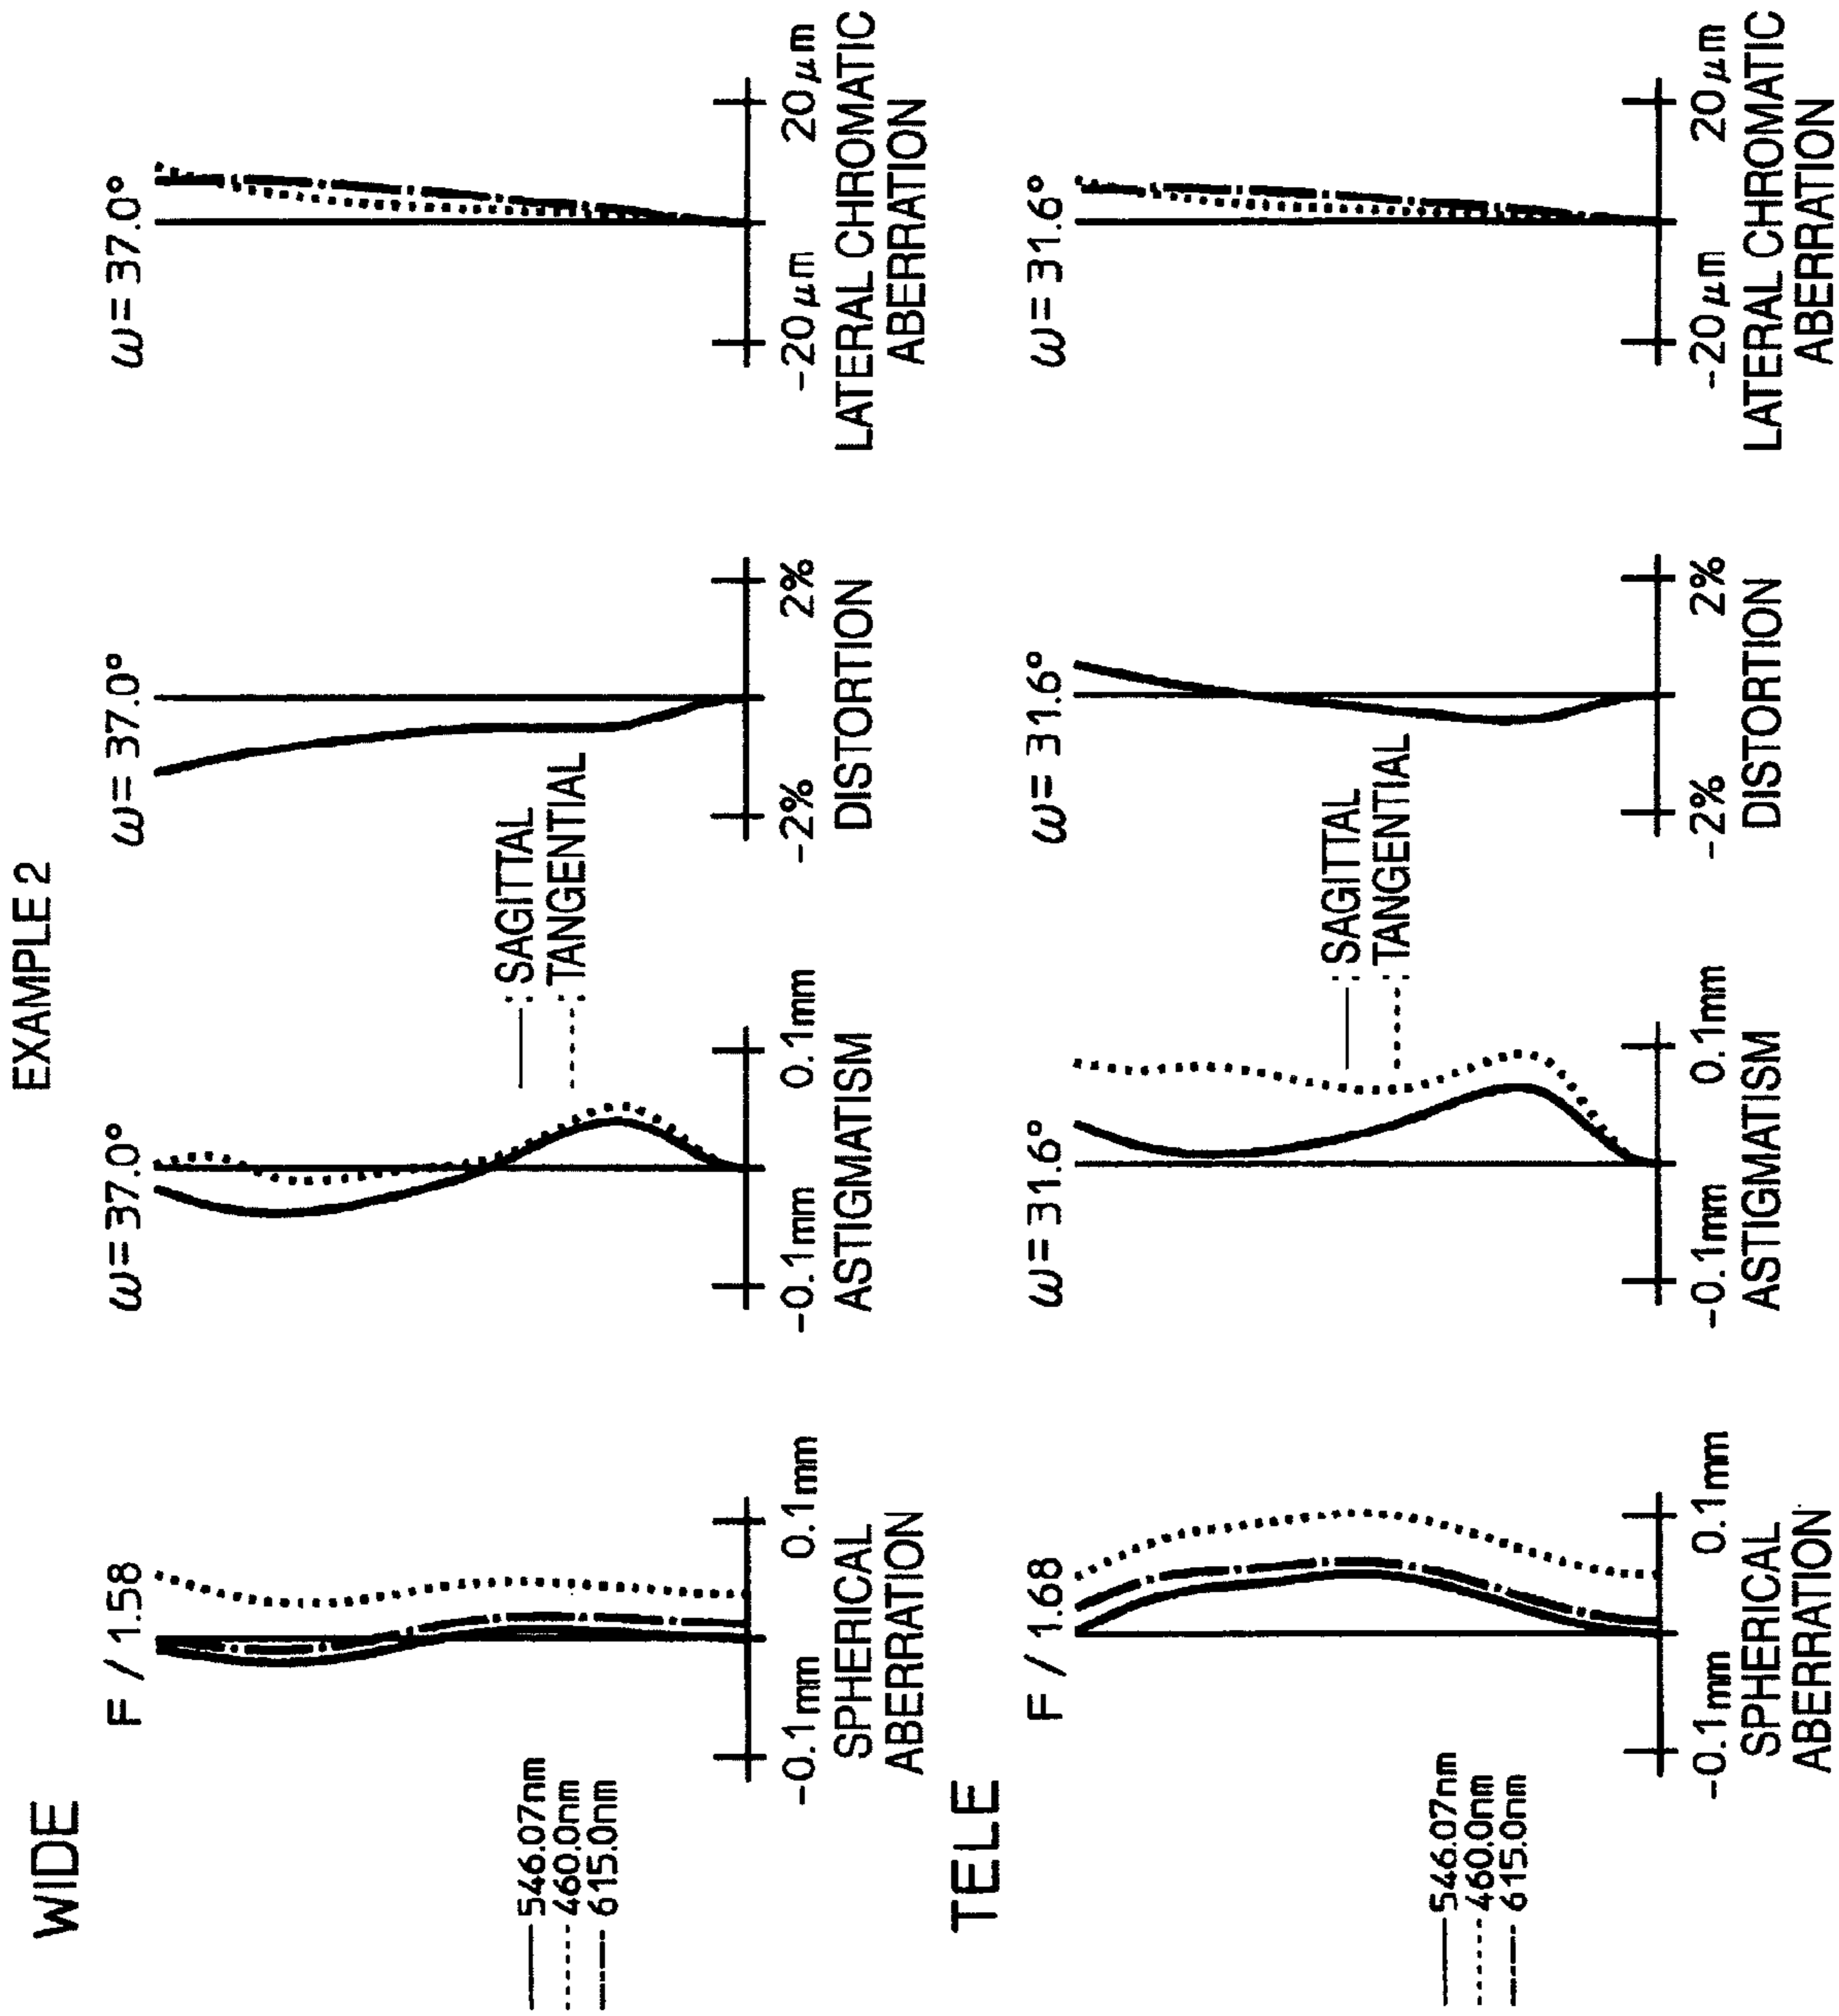 EXAMPLE 2
WIDE
546.07nm
460.0nm
615.0nm
F / 1.58
-0.1mm 0.1mm
SPHERICAL
ABERRATION
ω=37.0°
: SAGITTAL
: TANGENTIAL
-0.1mm 0.1mm
ASTIGMATISM
ω=37.0°
-2% 2%
DISTORTION
ω=37.0°
-20μm 20μm
LATERAL CHROMATIC
ABERRATION
TELE
546.07nm
460.0nm
615.0nm
F / 1.68
-0.1mm 0.1mm
SPHERICAL
ABERRATION
ω=31.6°
: SAGITTAL
: TANGENTIAL
-0.1mm 0.1mm
ASTIGMATISM
ω=31.6°
-2% 2%
DISTORTION
ω=31.6°
-20μm 20μm
LATERAL CHROMATIC
ABERRATION